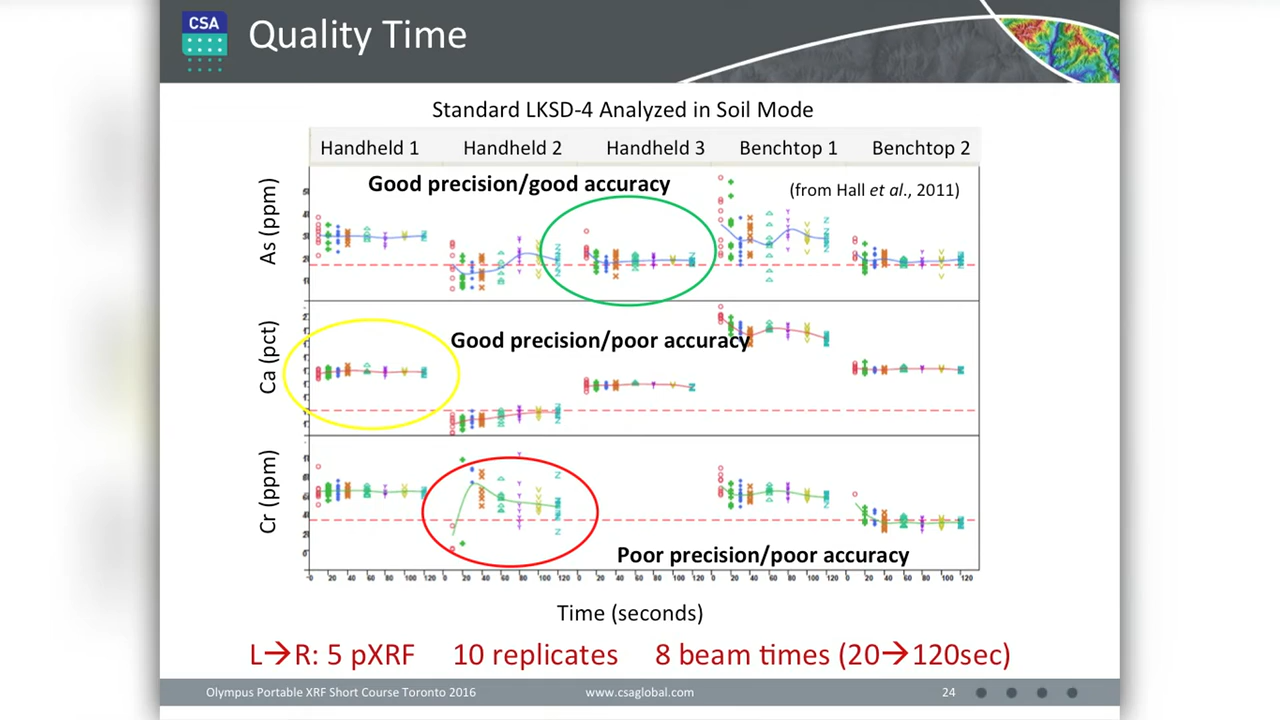 CSA
Quality Time
Standard LKSD-4 Analyzed in Soil Mode
Handheld 1 Handheld 2 Handheld 3 Benchtop 1 Benchtop 2
Good precision/good accuracy
(from Hall et al., 2011)
As (ppm)
Good precision/poor accuracy
Ca (pct)
Cr (ppm)
Poor precision/poor accuracy
0 20 40 60 80 100 120 0 20 40 60 80 100 120 0 20 40 60 80 100 120 0 20 40 60 80 100 120 0 20 40 60 80 100 120
Time (seconds)
L→R: 5 pXRF 10 replicates 8 beam times (20→120sec)
Olympus Portable XRF Short Course Toronto 2016 www.csaglobal.com 24